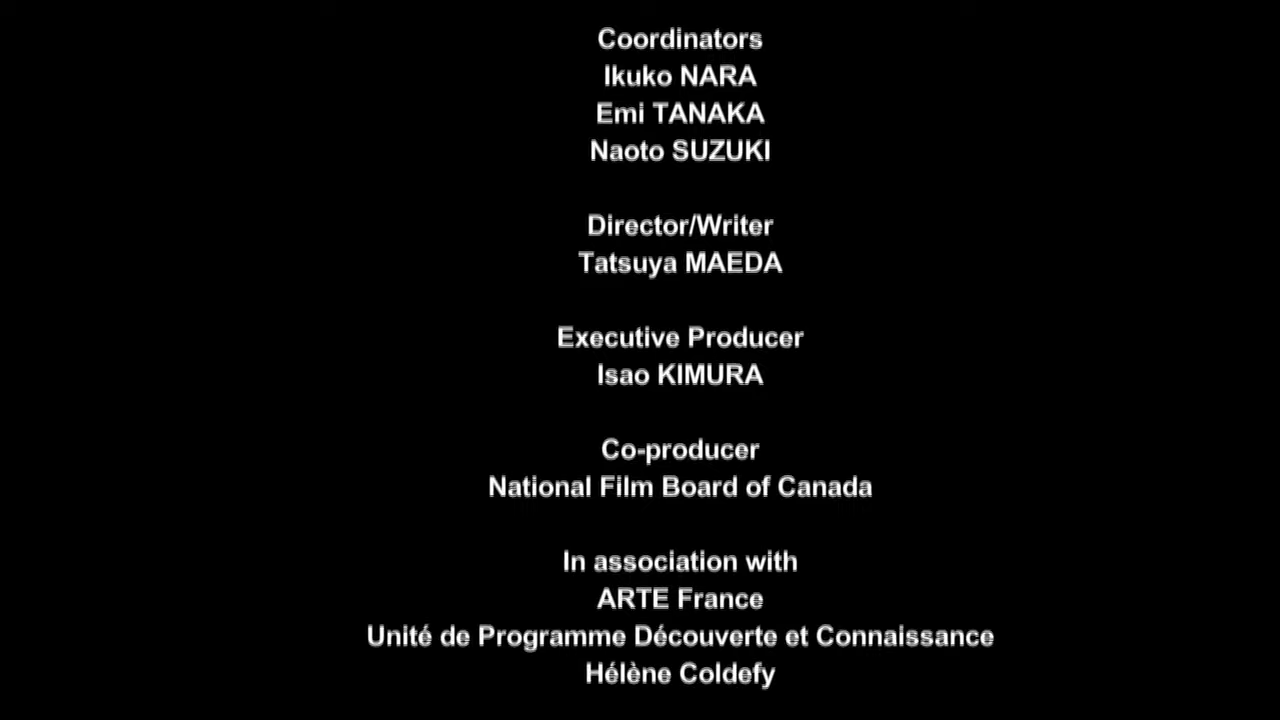 Coordinators
Ikuko NARA
Emi TANAKA
Naoto SUZUKI
Director/Writer
Tatsuya MAEDA
Executive Producer
Isao KIMURA
Co-producer
National Film Board of Canada
In association with
ARTE France
Unité de Programme Découverte et Connaissance
Hélène Coldefy